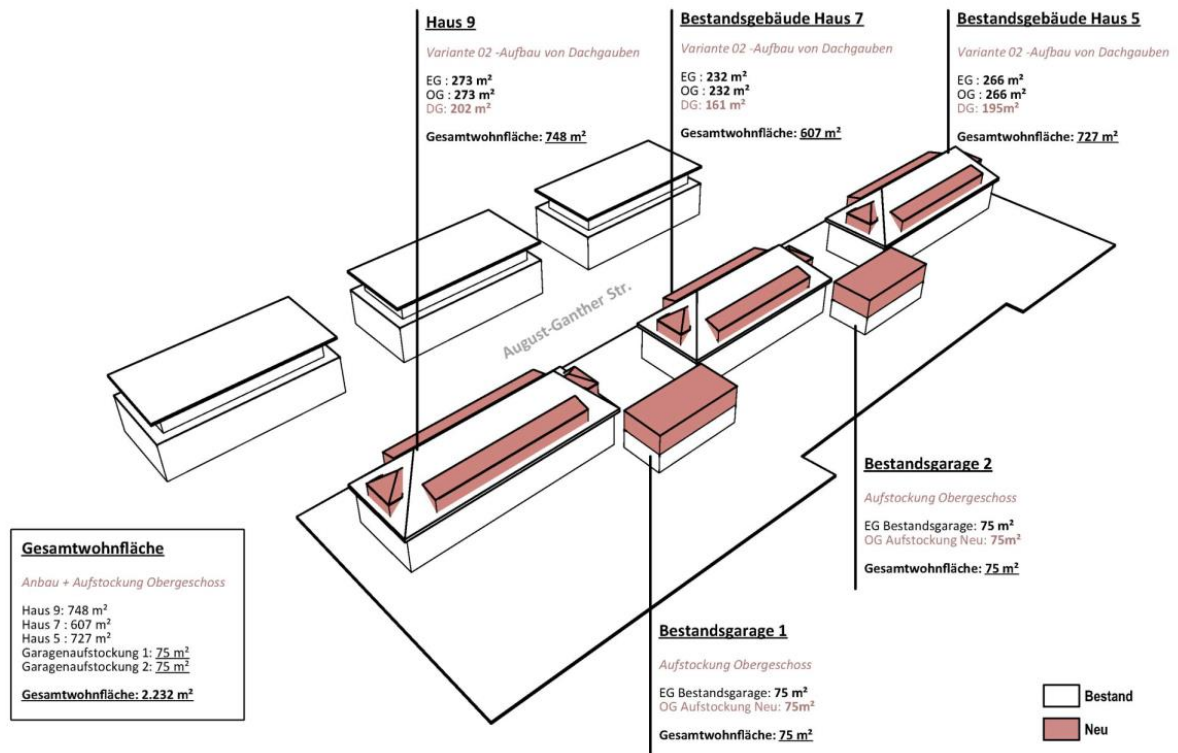 Haus 9
Variante 02 -Aufbau von Dachgauben
EG : 273 m²
OG : 273 m²
DG: 202 m²
Gesamtwohnfläche: 748 m²
Bestandsgebäude Haus 7
Variante 02 -Aufbau von Dachgauben
EG : 232 m²
OG : 232 m²
DG: 161 m²
Gesamtwohnfläche: 607 m²
Bestandsgebäude Haus 5
Variante 02 -Aufbau von Dachgauben
EG : 266 m²
OG : 266 m²
DG: 195m²
Gesamtwohnfläche: 727 m²
August-Ganther Str.
Bestandsgarage 2
Aufstockung Obergeschoss
EG Bestandsgarage: 75 m²
OG Aufstockung Neu: 75m²
Gesamtwohnfläche: 75 m²
Gesamtwohnfläche
Anbau + Aufstockung Obergeschoss
Haus 9: 748 m²
Haus 7 : 607 m²
Haus 5 : 727 m²
Garagenaufstockung 1: 75 m²
Garagenaufstockung 2: 75 m²
Gesamtwohnfläche: 2.232 m²
Bestandsgarage 1
Aufstockung Obergeschoss
EG Bestandsgarage: 75 m²
OG Aufstockung Neu: 75m²
Gesamtwohnfläche: 75 m²
Bestand
Neu